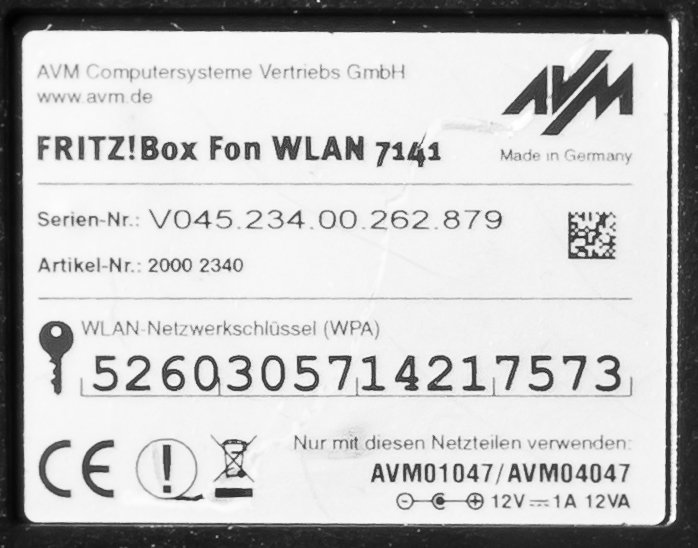 AVM Computersysteme Vertriebs GmbH
www.avm.de
AVM
FRITZ!Box Fon WLAN 7141
Made in Germany
Serien-Nr.: V045.234.00.262.879
Artikel-Nr.: 2000 2340
WLAN-Netzwerkschlüssel (WPA)
5260305714217573
CE
Nur mit diesen Netzteilen verwenden:
AVM01047/AVM04047
12V 1A 12VA